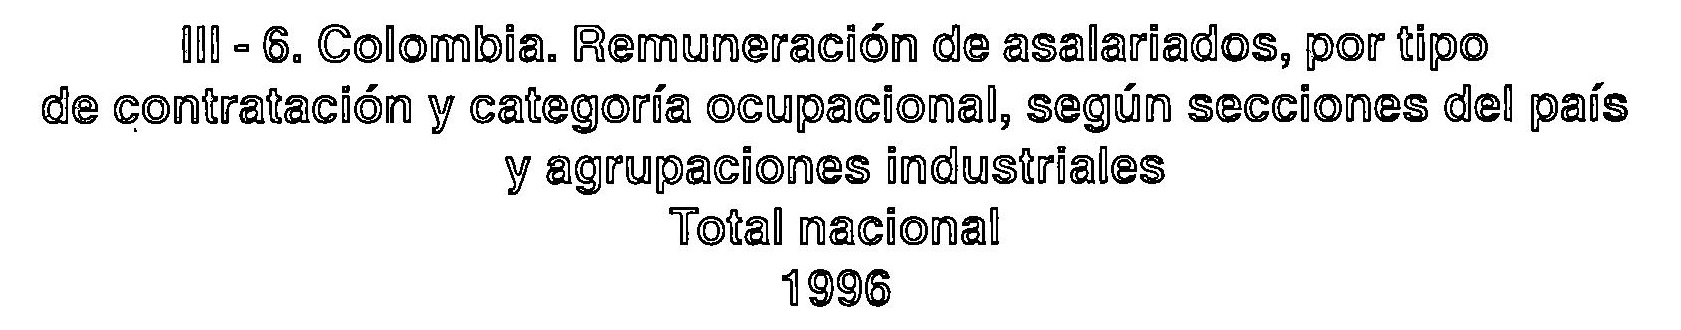 III - 6. Colombia. Remuneración de asalariados, por tipo
de contratación y categoría ocupacional, según secciones del país
y agrupaciones industriales
Total nacional
1996